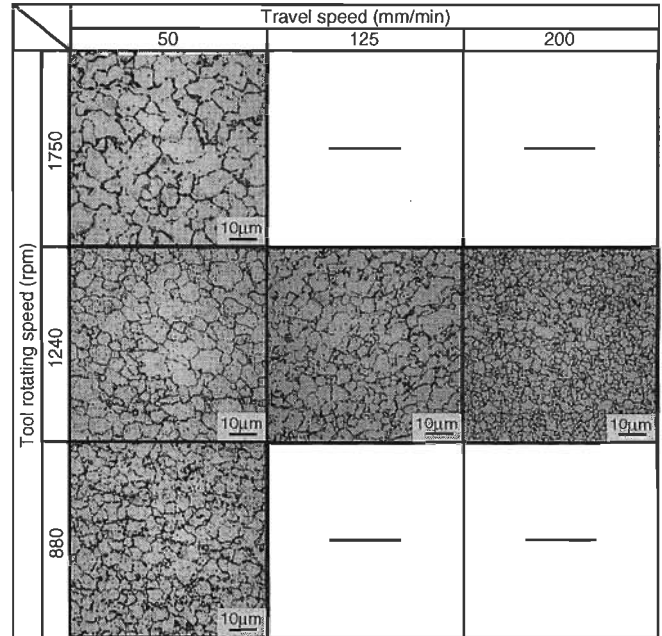 Travel speed (mm/min)
50 125 200
Tool rotating speed (rpm)
1750
10μm
1240
10μm 10μm 10μm
880
10μm